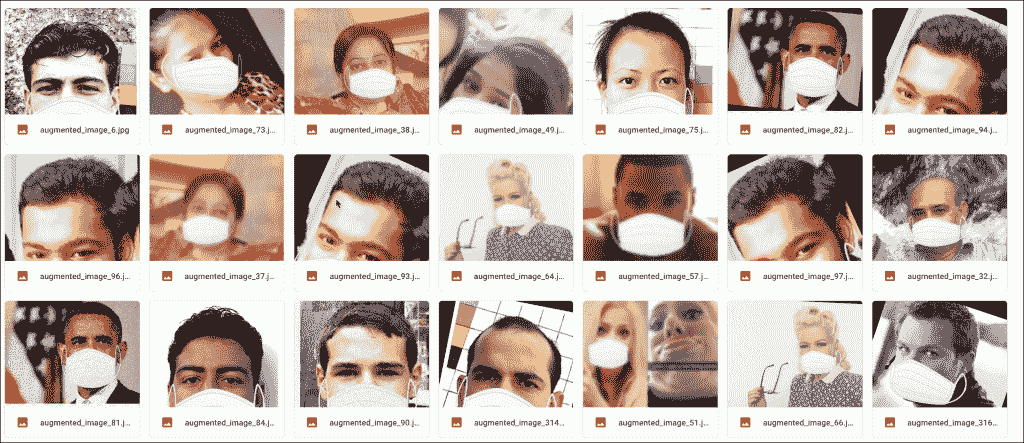 augmented_image_6.jpg
augmented_image_73.j...
augmented_image_38.j...
augmented_image_49.j...
augmented_image_75.j...
augmented_image_82.j...
augmented_image_94.j...
augmented_image_96.j...
augmented_image_37.j...
augmented_image_93.j...
augmented_image_64.j...
augmented_image_57.j...
augmented_image_97.j...
augmented_image_32.j...
augmented_image_81.j...
augmented_image_84.j...
augmented_image_90.j...
augmented_image_314...
augmented_image_51.j...
augmented_image_66.j...
augmented_image_316...